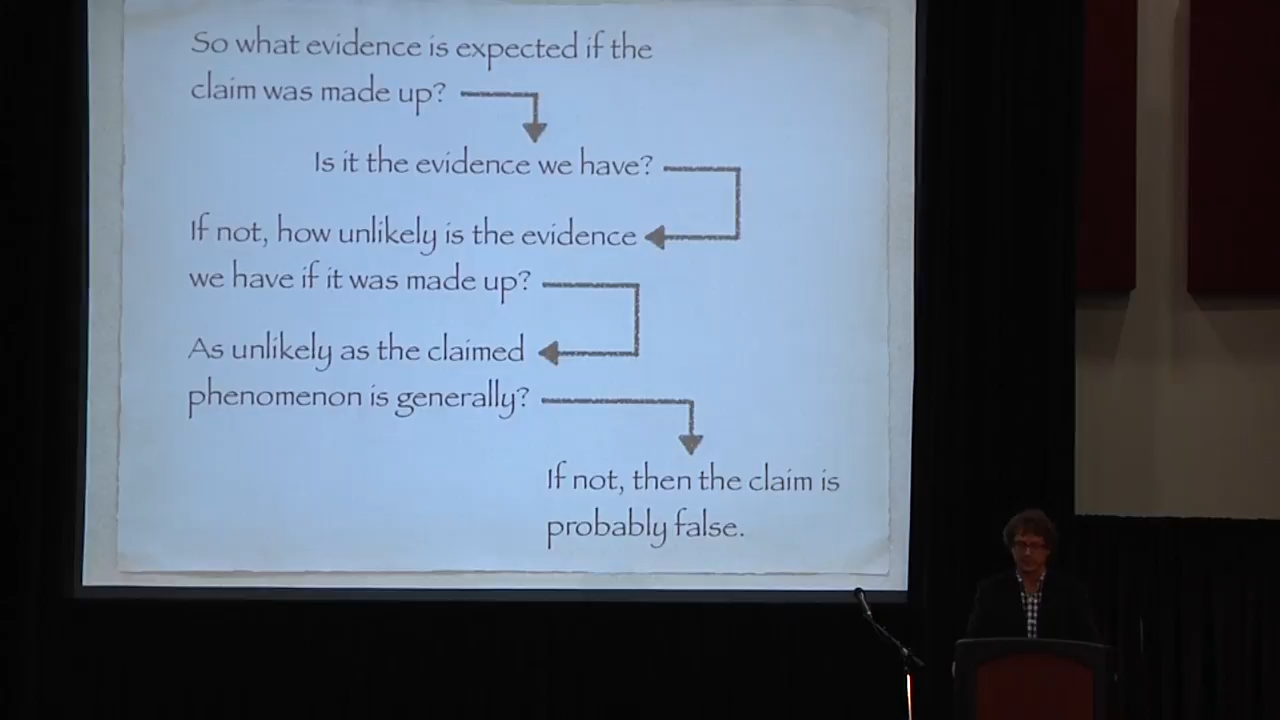 So what evidence is expected if the
claim was made up?
Is it the evidence we have?
If not, how unlikely is the evidence
we have if it was made up?
As unlikely as the claimed
phenomenon is generally?
If not, then the claim is
probably false.